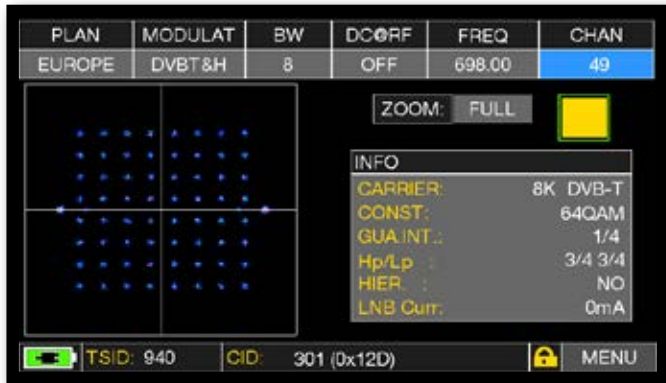 PLAN MODULAT BW DC@RF FREQ CHAN
EUROPE DVBT&H 8 OFF 698.00 49
ZOOM: FULL
INFO
CARRIER: 8K DVB-T
CONST: 64QAM
GUA.INT.: 1/4
Hp/Lp : 3/4 3/4
HIER. : NO
LNB Curr: 0mA
TSID: 940 CID: 301 (0x12D) MENU